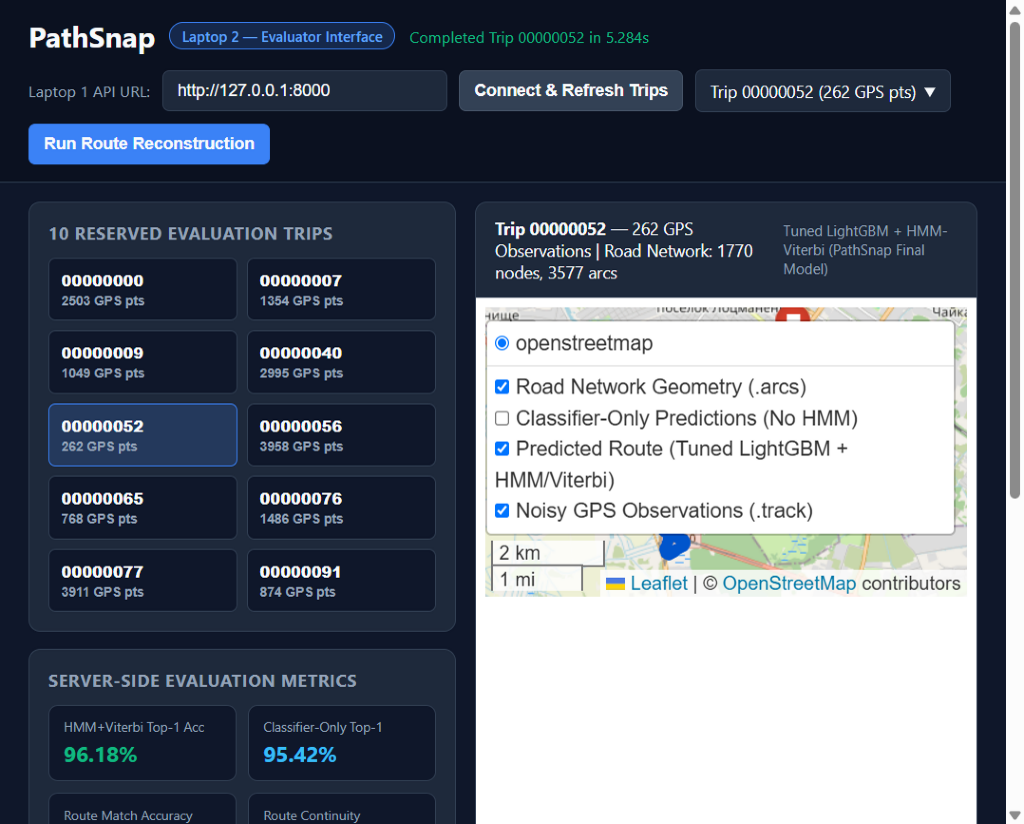 PathSnap
Laptop 2 — Evaluator Interface
Completed Trip 00000052 in 5.284s
Laptop 1 API URL:
http://127.0.0.1:8000
Connect & Refresh Trips
Trip 00000052 (262 GPS pts) ▼
Run Route Reconstruction
10 RESERVED EVALUATION TRIPS
00000000
2503 GPS pts
00000007
1354 GPS pts
00000009
1049 GPS pts
00000040
2995 GPS pts
00000052
262 GPS pts
00000056
3958 GPS pts
00000065
768 GPS pts
00000076
1486 GPS pts
00000077
3911 GPS pts
00000091
874 GPS pts
SERVER-SIDE EVALUATION METRICS
HMM+Viterbi Top-1 Acc
96.18%
Classifier-Only Top-1
95.42%
Route Match Accuracy
Route Continuity
Trip 00000052 — 262 GPS
Observations | Road Network: 1770
nodes, 3577 arcs
Tuned LightGBM + HMM-
Viterbi (PathSnap Final
Model)
openstreetmap
Road Network Geometry (.arcs)
Classifier-Only Predictions (No HMM)
Predicted Route (Tuned LightGBM +
HMM/Viterbi)
Noisy GPS Observations (.track)
2 km
1 mi
Leaflet | © OpenStreetMap contributors